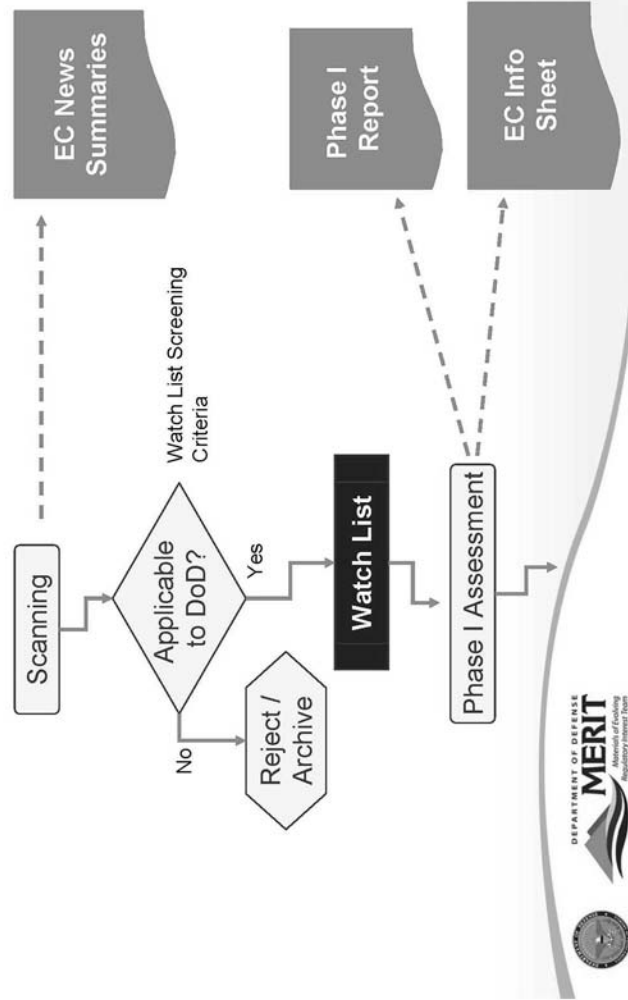 Scanning
EC News
Summaries
Applicable
to DoD?
Watch List Screening
Criteria
No
Yes
Reject /
Archive
Watch List
Phase I Assessment
Phase I
Report
EC Info
Sheet
DEPARTMENT OF DEFENSE
MERIT
Materials of Evolving
Regulatory Interest Team